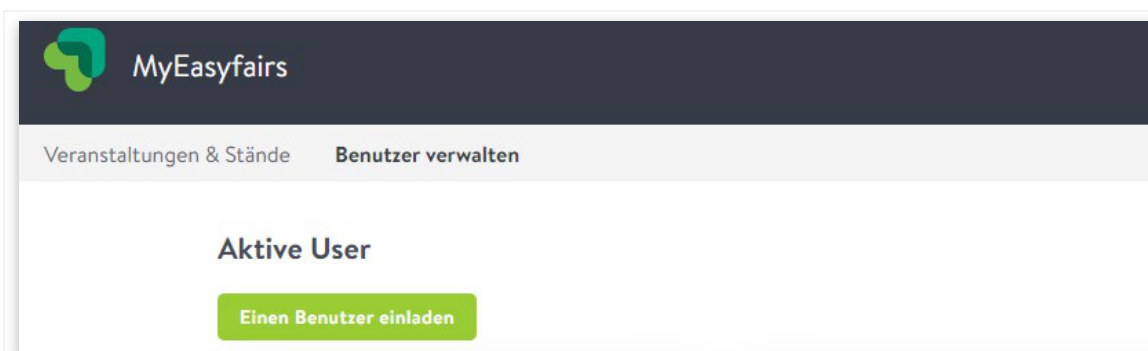 MyEasyfairs
Veranstaltungen & Stände Benutzer verwalten
Aktive User
Einen Benutzer einladen